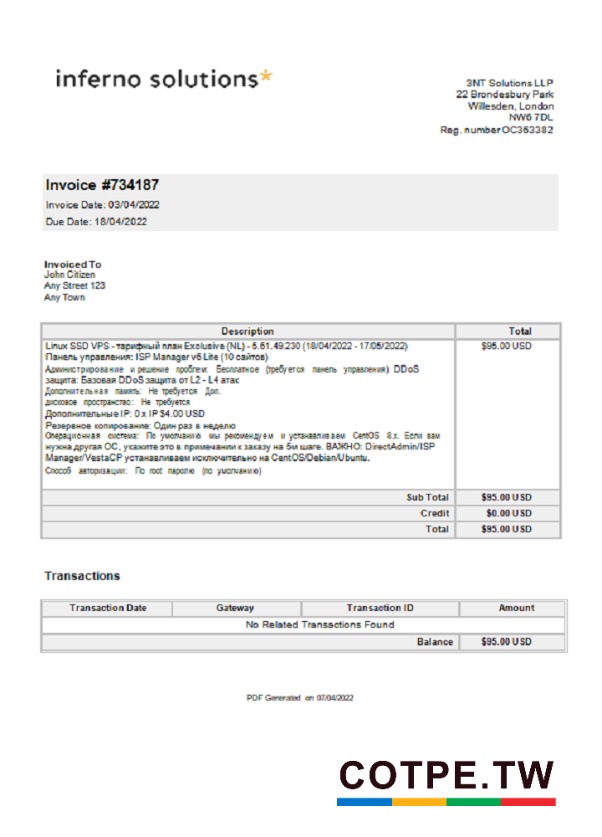 inferno solutions*
3NT Solutions LLP
22 Brondesbury Park
Willesden, London
NW6 7DL
Reg. number OC363382
Invoice #734187
Invoice Date: 03/04/2022
Due Date: 18/04/2022
Invoiced To
John Citizen
Any Street 123
Any Town
Description Total
Linux SSD VPS - тарифный план Exclusive (NL) - 5.61.49.230 (18/04/2022 - 17/05/2022) $95.00 USD
Панель управления: ISP Manager v6 Lite (10 сайтов)
Администрирование и решение проблем: Бесплатное (требуется панель управления) DDoS
защита: Базовая DDoS защита от L2 - L4 атак
Дополнительная память: Не требуется Доп.
дисковое пространство: Не требуется
Дополнительные IP: 0 x IP $4.00 USD
Резервное копирование: Один раз в неделю
Операционная система: По умолчанию мы рекомендуем и устанавливаем CentOS 8.x. Если вам
нужна другая ОС, укажите это в примечании к заказу на 5м шаге. ВАЖНО: DirectAdmin/ISP
Manager/VestaCP устанавливаем исключительно на CentOS/Debian/Ubuntu.
Способ авторизации: По root паролю (по умолчанию)
Sub Total $95.00 USD
Credit $0.00 USD
Total $95.00 USD
Transactions
Transaction Date Gateway Transaction ID Amount
No Related Transactions Found
Balance $95.00 USD
PDF Generated on 07/04/2022
COTPE.TW